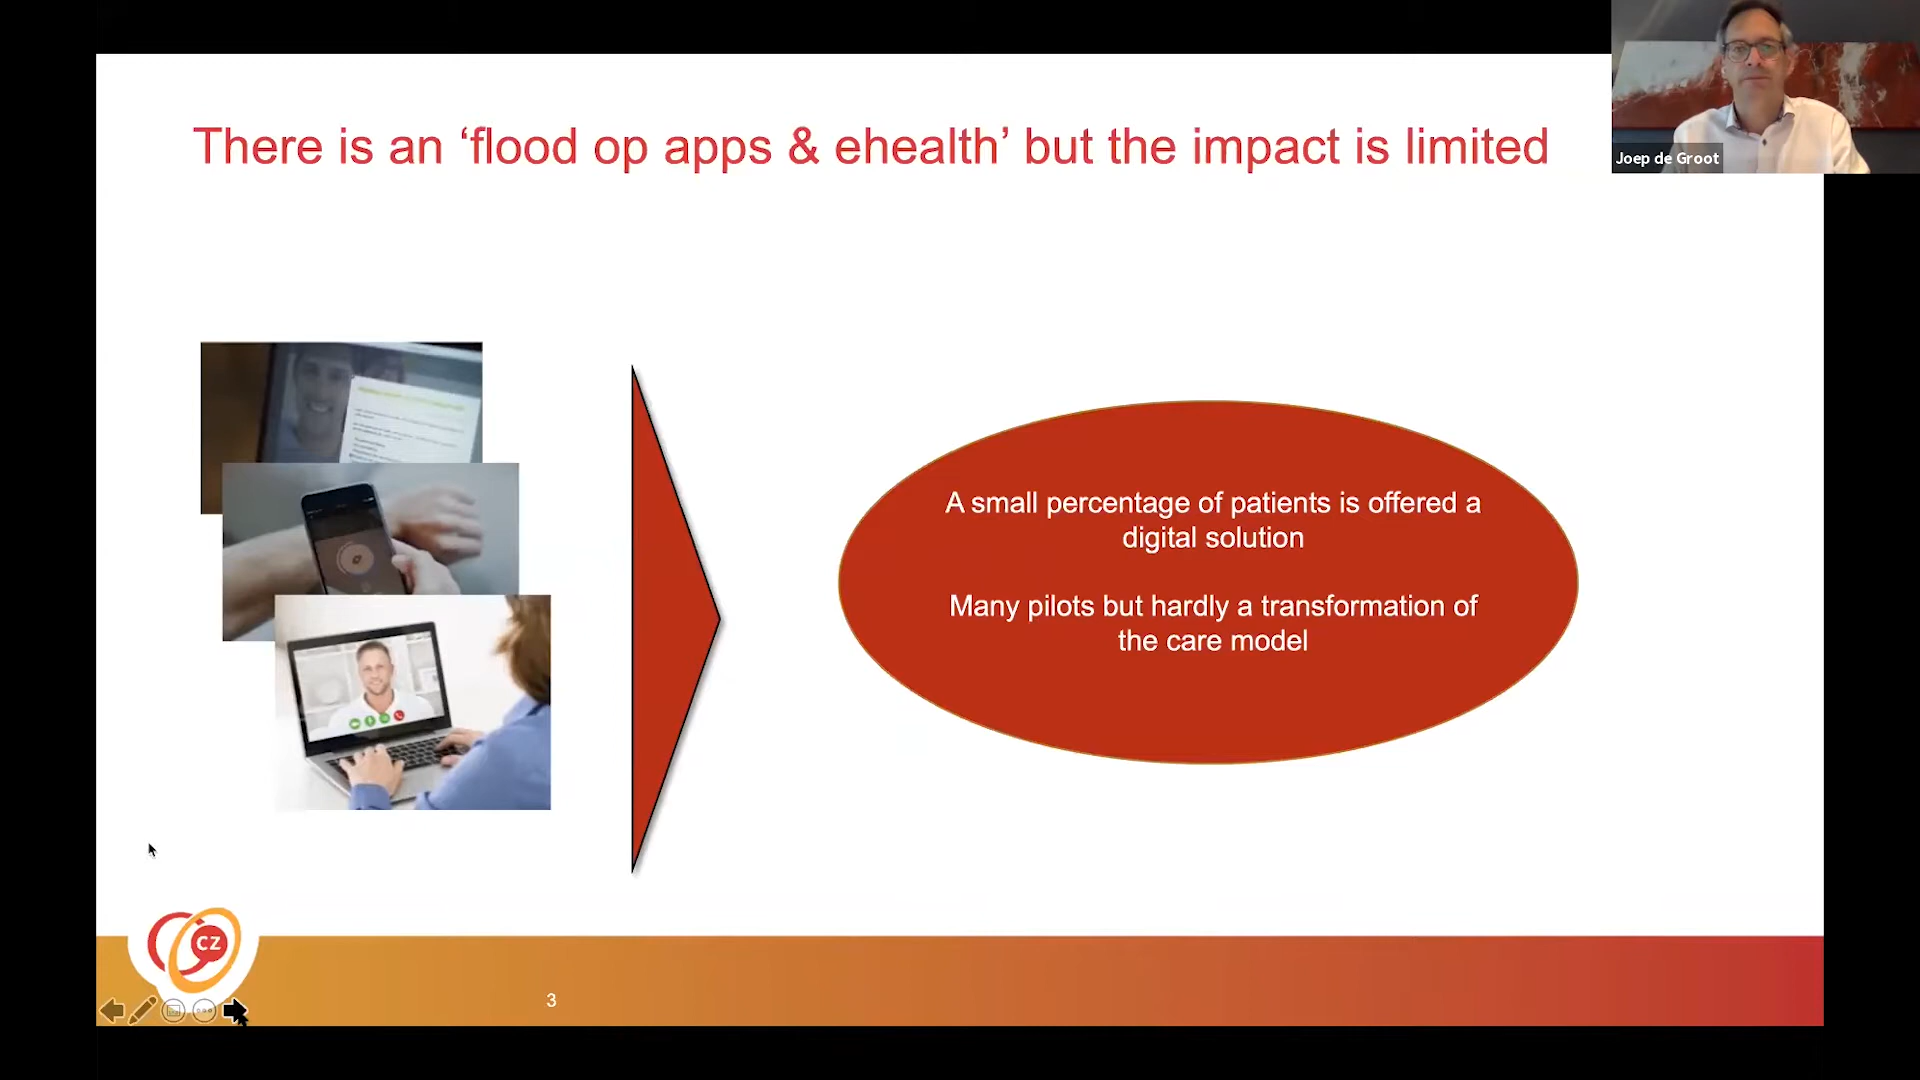 There is an ‘flood op apps & ehealth’ but the impact is limited
Joep de Groot
A small percentage of patients is offered a
digital solution
Many pilots but hardly a transformation of
the care model
CZ
3